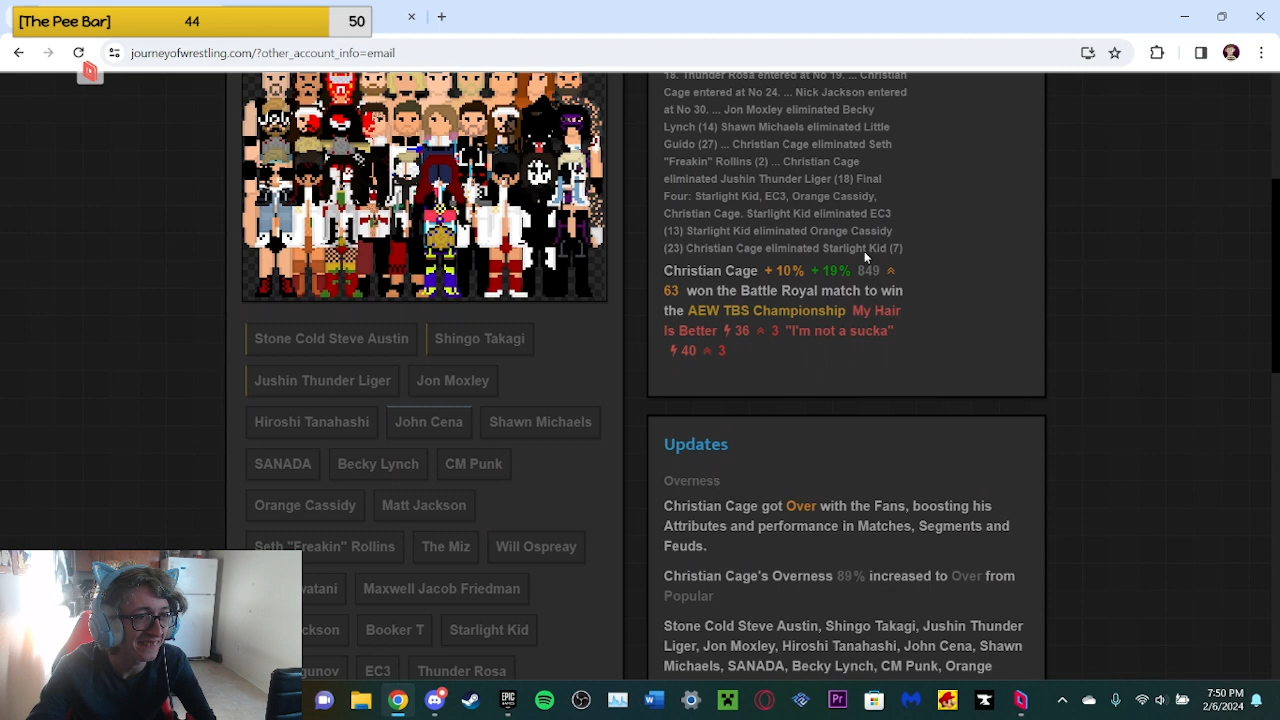 [The Pee Bar] 44 50
journeyofwrestling.com/?other_account_info=email
18. Thunder Rosa entered at No 19. ... Christian
Cage entered at No 24. ... Nick Jackson entered
at No 30. ... Jon Moxley eliminated Becky
Lynch (14) Shawn Michaels eliminated Little
Guido (27) ... Christian Cage eliminated Seth
"Freakin" Rollins (2) ... Christian Cage
eliminated Jushin Thunder Liger (18) Final
Four: Starlight Kid, EC3, Orange Cassidy,
Christian Cage. Starlight Kid eliminated EC3
(13) Starlight Kid eliminated Orange Cassidy
(23) Christian Cage eliminated Starlight Kid (7)
Christian Cage + 10% + 19% 849
63 won the Battle Royal match to win
the AEW TBS Championship My Hair
Is Better 36 3 "I'm not a sucka"
40 3
Stone Cold Steve Austin Shingo Takagi
Jushin Thunder Liger Jon Moxley
Hiroshi Tanahashi John Cena Shawn Michaels
SANADA Becky Lynch CM Punk
Orange Cassidy Matt Jackson
Seth "Freakin" Rollins The Miz Will Ospreay
vatani Maxwell Jacob Friedman
ckson Booker T Starlight Kid
gunov EC3 Thunder Rosa
Updates
Overness
Christian Cage got Over with the Fans, boosting his
Attributes and performance in Matches, Segments and
Feuds.
Christian Cage's Overness 89% increased to Over from
Popular
Stone Cold Steve Austin, Shingo Takagi, Jushin Thunder
Liger, Jon Moxley, Hiroshi Tanahashi, John Cena, Shawn
Michaels, SANADA, Becky Lynch, CM Punk, Orange
7:50 PM
2/6/2024